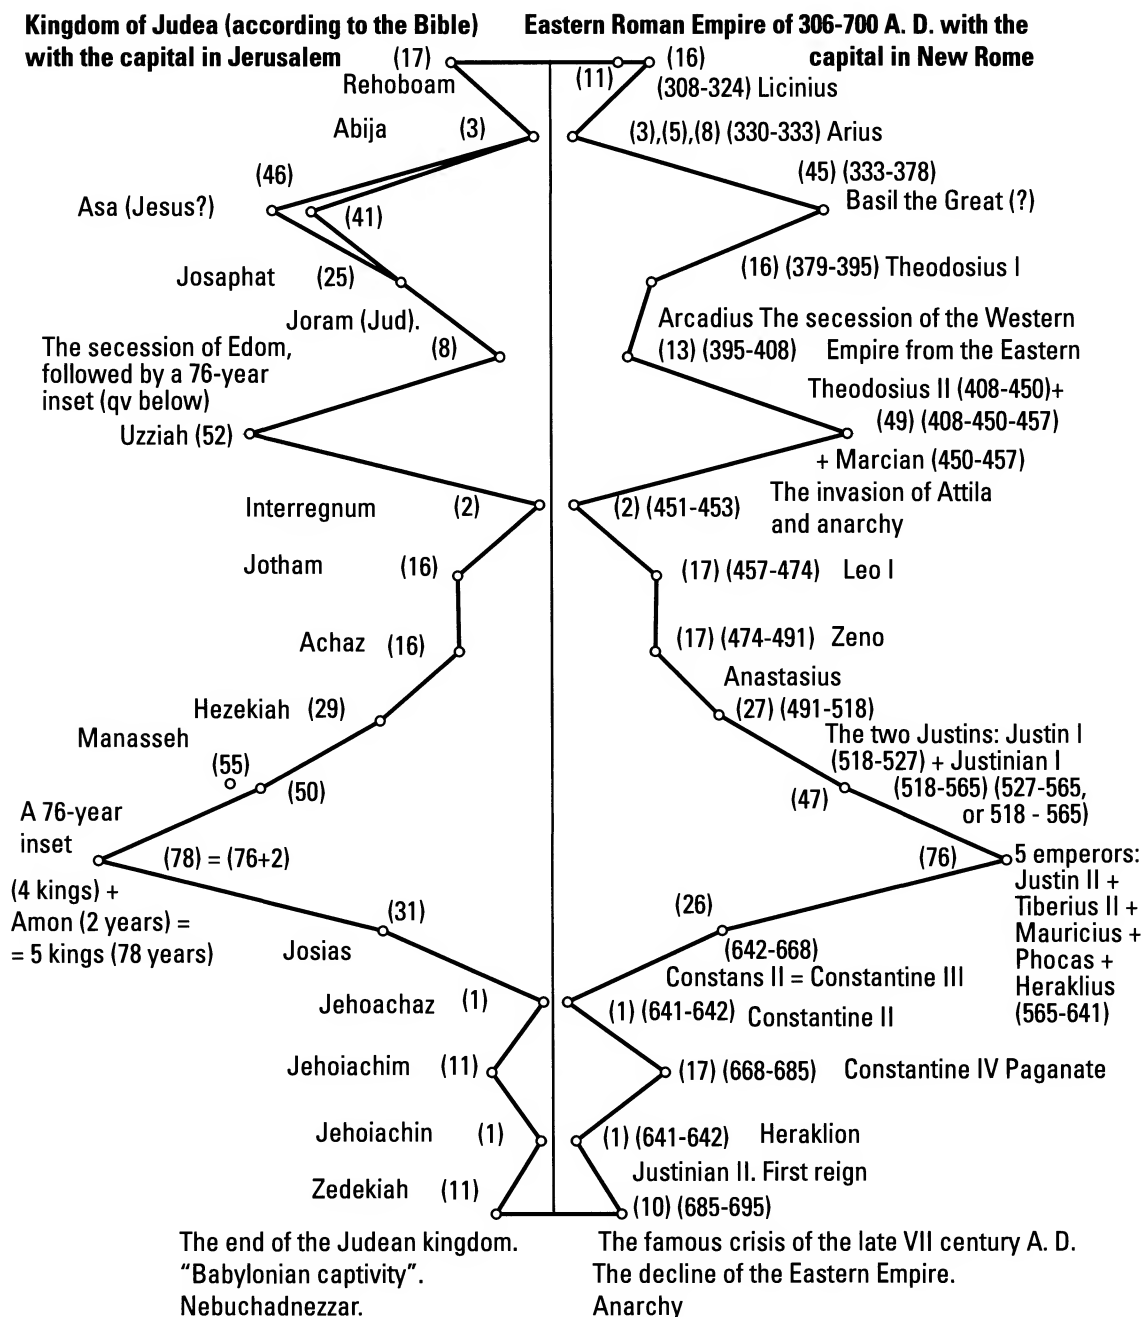 Kingdom of Judea (according to the Bible)
with the capital in Jerusalem
Eastern Roman Empire of 306-700 A. D. with the
capital in New Rome
(17)
Rehoboam
(11)
(16)
(308-324) Licinius
Abija (3)
(3),(5),(8) (330-333) Arius
(46)
Asa (Jesus?)
(41)
(45) (333-378)
Basil the Great (?)
Josaphat (25)
(16) (379-395) Theodosius I
Joram (Jud).
(8)
The secession of Edom,
followed by a 76-year
inset (qv below)
Arcadius The secession of the Western
(13) (395-408) Empire from the Eastern
Uzziah (52)
Theodosius II (408-450)+
(49) (408-450-457)
+ Marcian (450-457)
Interregnum (2)
(2) (451-453) The invasion of Attila
and anarchy
Jotham (16)
(17) (457-474) Leo I
Achaz (16)
(17) (474-491) Zeno
Hezekiah (29)
Anastasius
(27) (491-518)
Manasseh
(55)
(50)
The two Justins: Justin I
(518-527) + Justinian I
(47)
(518-565) (527-565,
or 518 - 565)
A 76-year
inset
(78) = (76+2)
(4 kings) +
Amon (2 years) =
= 5 kings (78 years)
(76)
5 emperors:
Justin II +
Tiberius II +
Mauricius +
Phocas +
Heraklius
(565-641)
(31)
Josias
(26)
(642-668)
Constans II = Constantine III
Jehoachaz (1)
(1) (641-642) Constantine II
Jehoiachim (11)
(17) (668-685) Constantine IV Paganate
Jehoiachin (1)
(1) (641-642) Heraklion
Zedekiah (11)
Justinian II. First reign
(10) (685-695)
The end of the Judean kingdom.
"Babylonian captivity".
Nebuchadnezzar.
The famous crisis of the late VII century A. D.
The decline of the Eastern Empire.
Anarchy